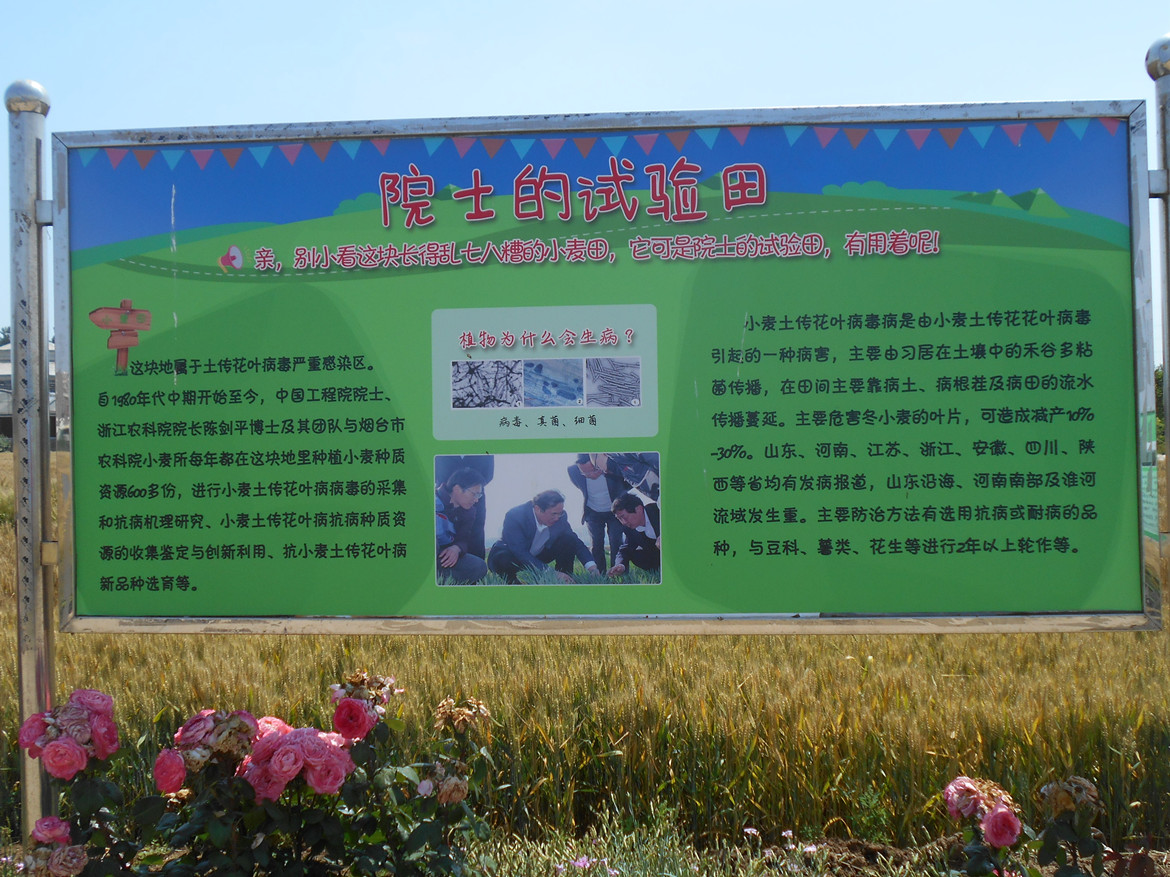 院士的试验田
亲，别小看这块长得乱七八糟的小麦田，它可是院士的试验田，有用着呢!
这块地属于土传花叶病毒严重感染区。
自1980年代中期开始至今，中国工程院院士、
浙江农科院院长陈剑平博士及其团队与烟台市
农科院小麦所每年都在这块地里种植小麦种质
资源600多份，进行小麦土传花叶病病毒的采集
和抗病机理研究、小麦土传花叶病抗病种质资
源的收集鉴定与创新利用、抗小麦土传花叶病
新品种选育等。
植物为什么会生病？
病毒、真菌、细菌
小麦土传花叶病毒病是由小麦土传花花叶病毒
引起的一种病害，主要由习居在土壤中的禾谷多粘
菌传播，在田间主要靠病土、病根茬及病田的流水
传播蔓延。主要危害冬小麦的叶片，可造成减产10%
-30%。山东、河南、江苏、浙江、安徽、四川、陕
西等省均有发病报道，山东沿海、河南南部及淮河
流域发生重。主要防治方法有选用抗病或耐病的品
种，与豆科、薯类、花生等进行2年以上轮作等。